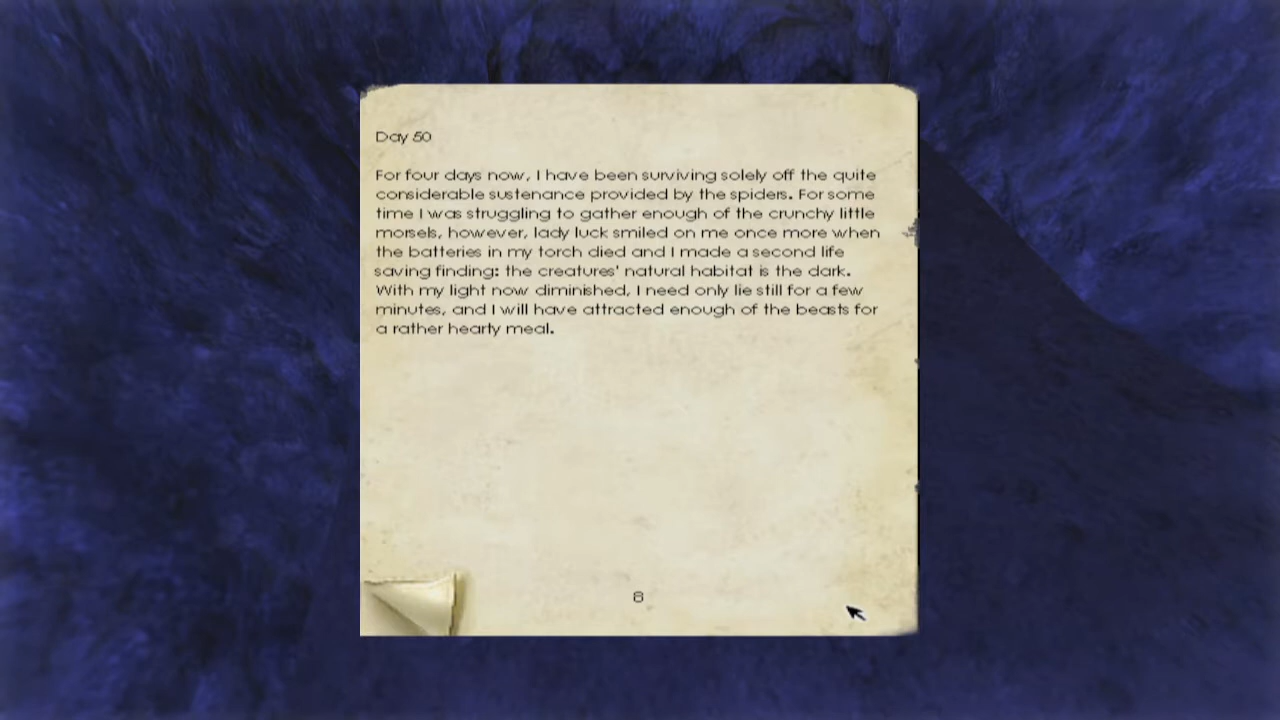 Day 50
For four days now, I have been surviving solely off the quite
considerable sustenance provided by the spiders. For some
time I was struggling to gather enough of the crunchy little
morsels, however, lady luck smiled on me once more when
the batteries in my torch died and I made a second life
saving finding: the creatures' natural habitat is the dark.
With my light now diminished, I need only lie still for a few
minutes, and I will have attracted enough of the beasts for
a rather hearty meal.
8